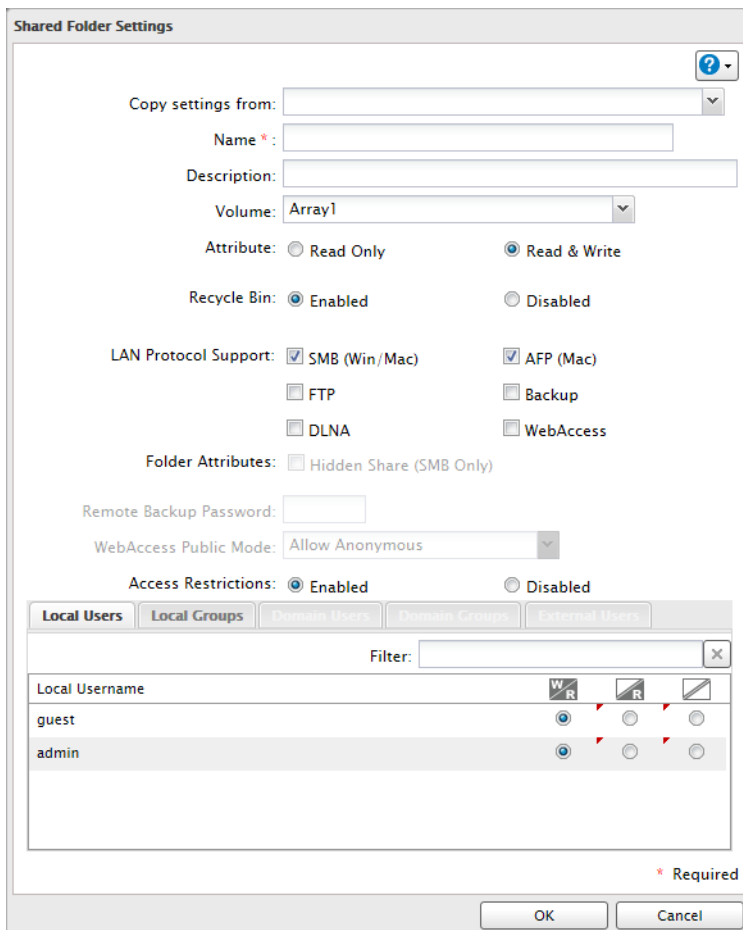 Shared Folder Settings
?
Copy settings from:
Name * :
Description:
Volume: Array1
Attribute: Read Only Read & Write
Recycle Bin: Enabled Disabled
LAN Protocol Support: SMB (Win/Mac) AFP (Mac)
FTP Backup
DLNA WebAccess
Folder Attributes: Hidden Share (SMB Only)
Remote Backup Password:
WebAccess Public Mode: Allow Anonymous
Access Restrictions: Enabled Disabled
Local Users Local Groups Domain Users Domain Groups External Users
Filter:
Local Username W/R R
guest
admin
* Required
OK Cancel